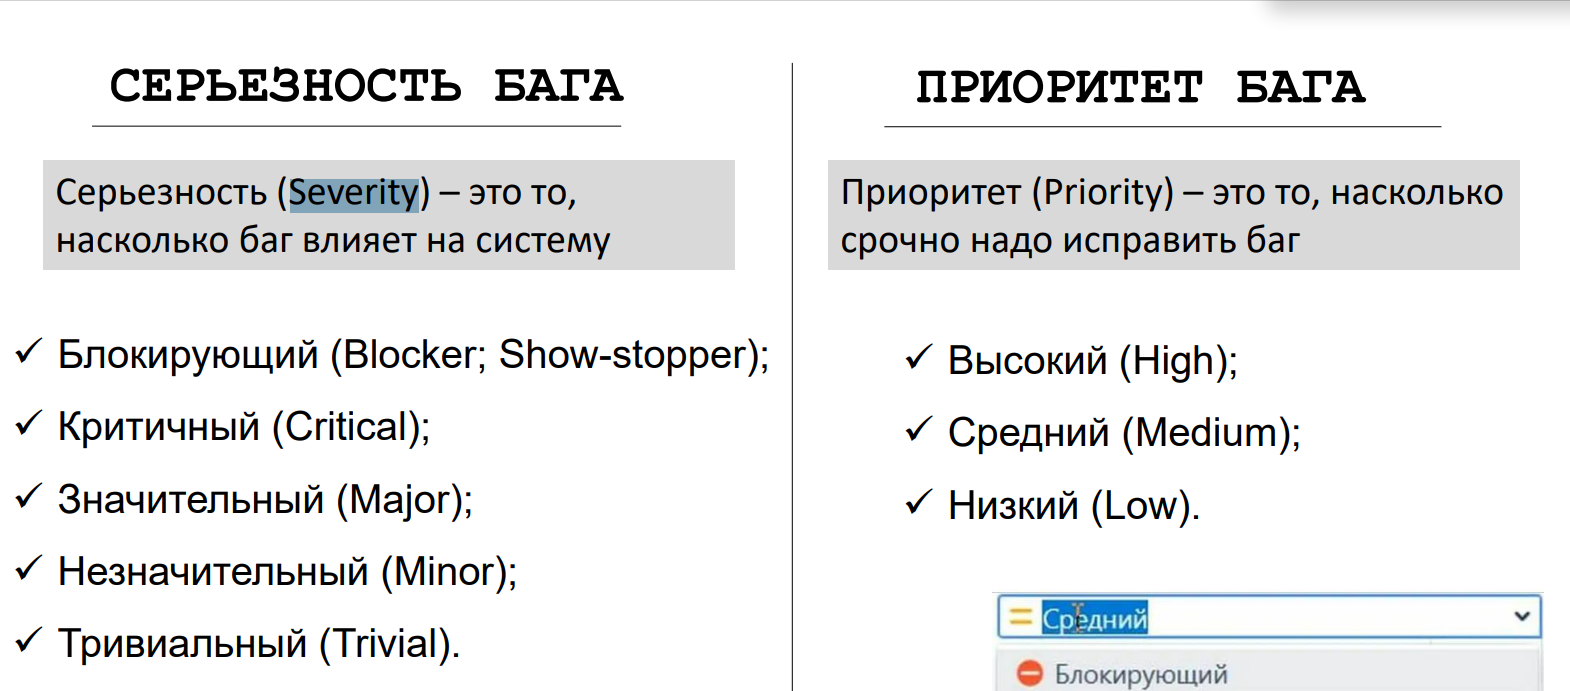 СЕРЬЕЗНОСТЬ БАГА
Серьезность (Severity) – это то,
насколько баг влияет на систему
Блокирующий (Blocker; Show-stopper);
Критичный (Critical);
Значительный (Major);
Незначительный (Minor);
Тривиальный (Trivial).
ПРИОРИТЕТ БАГА
Приоритет (Priority) – это то, насколько
срочно надо исправить баг
Высокий (High);
Средний (Medium);
Низкий (Low).
Средний
Блокирующий